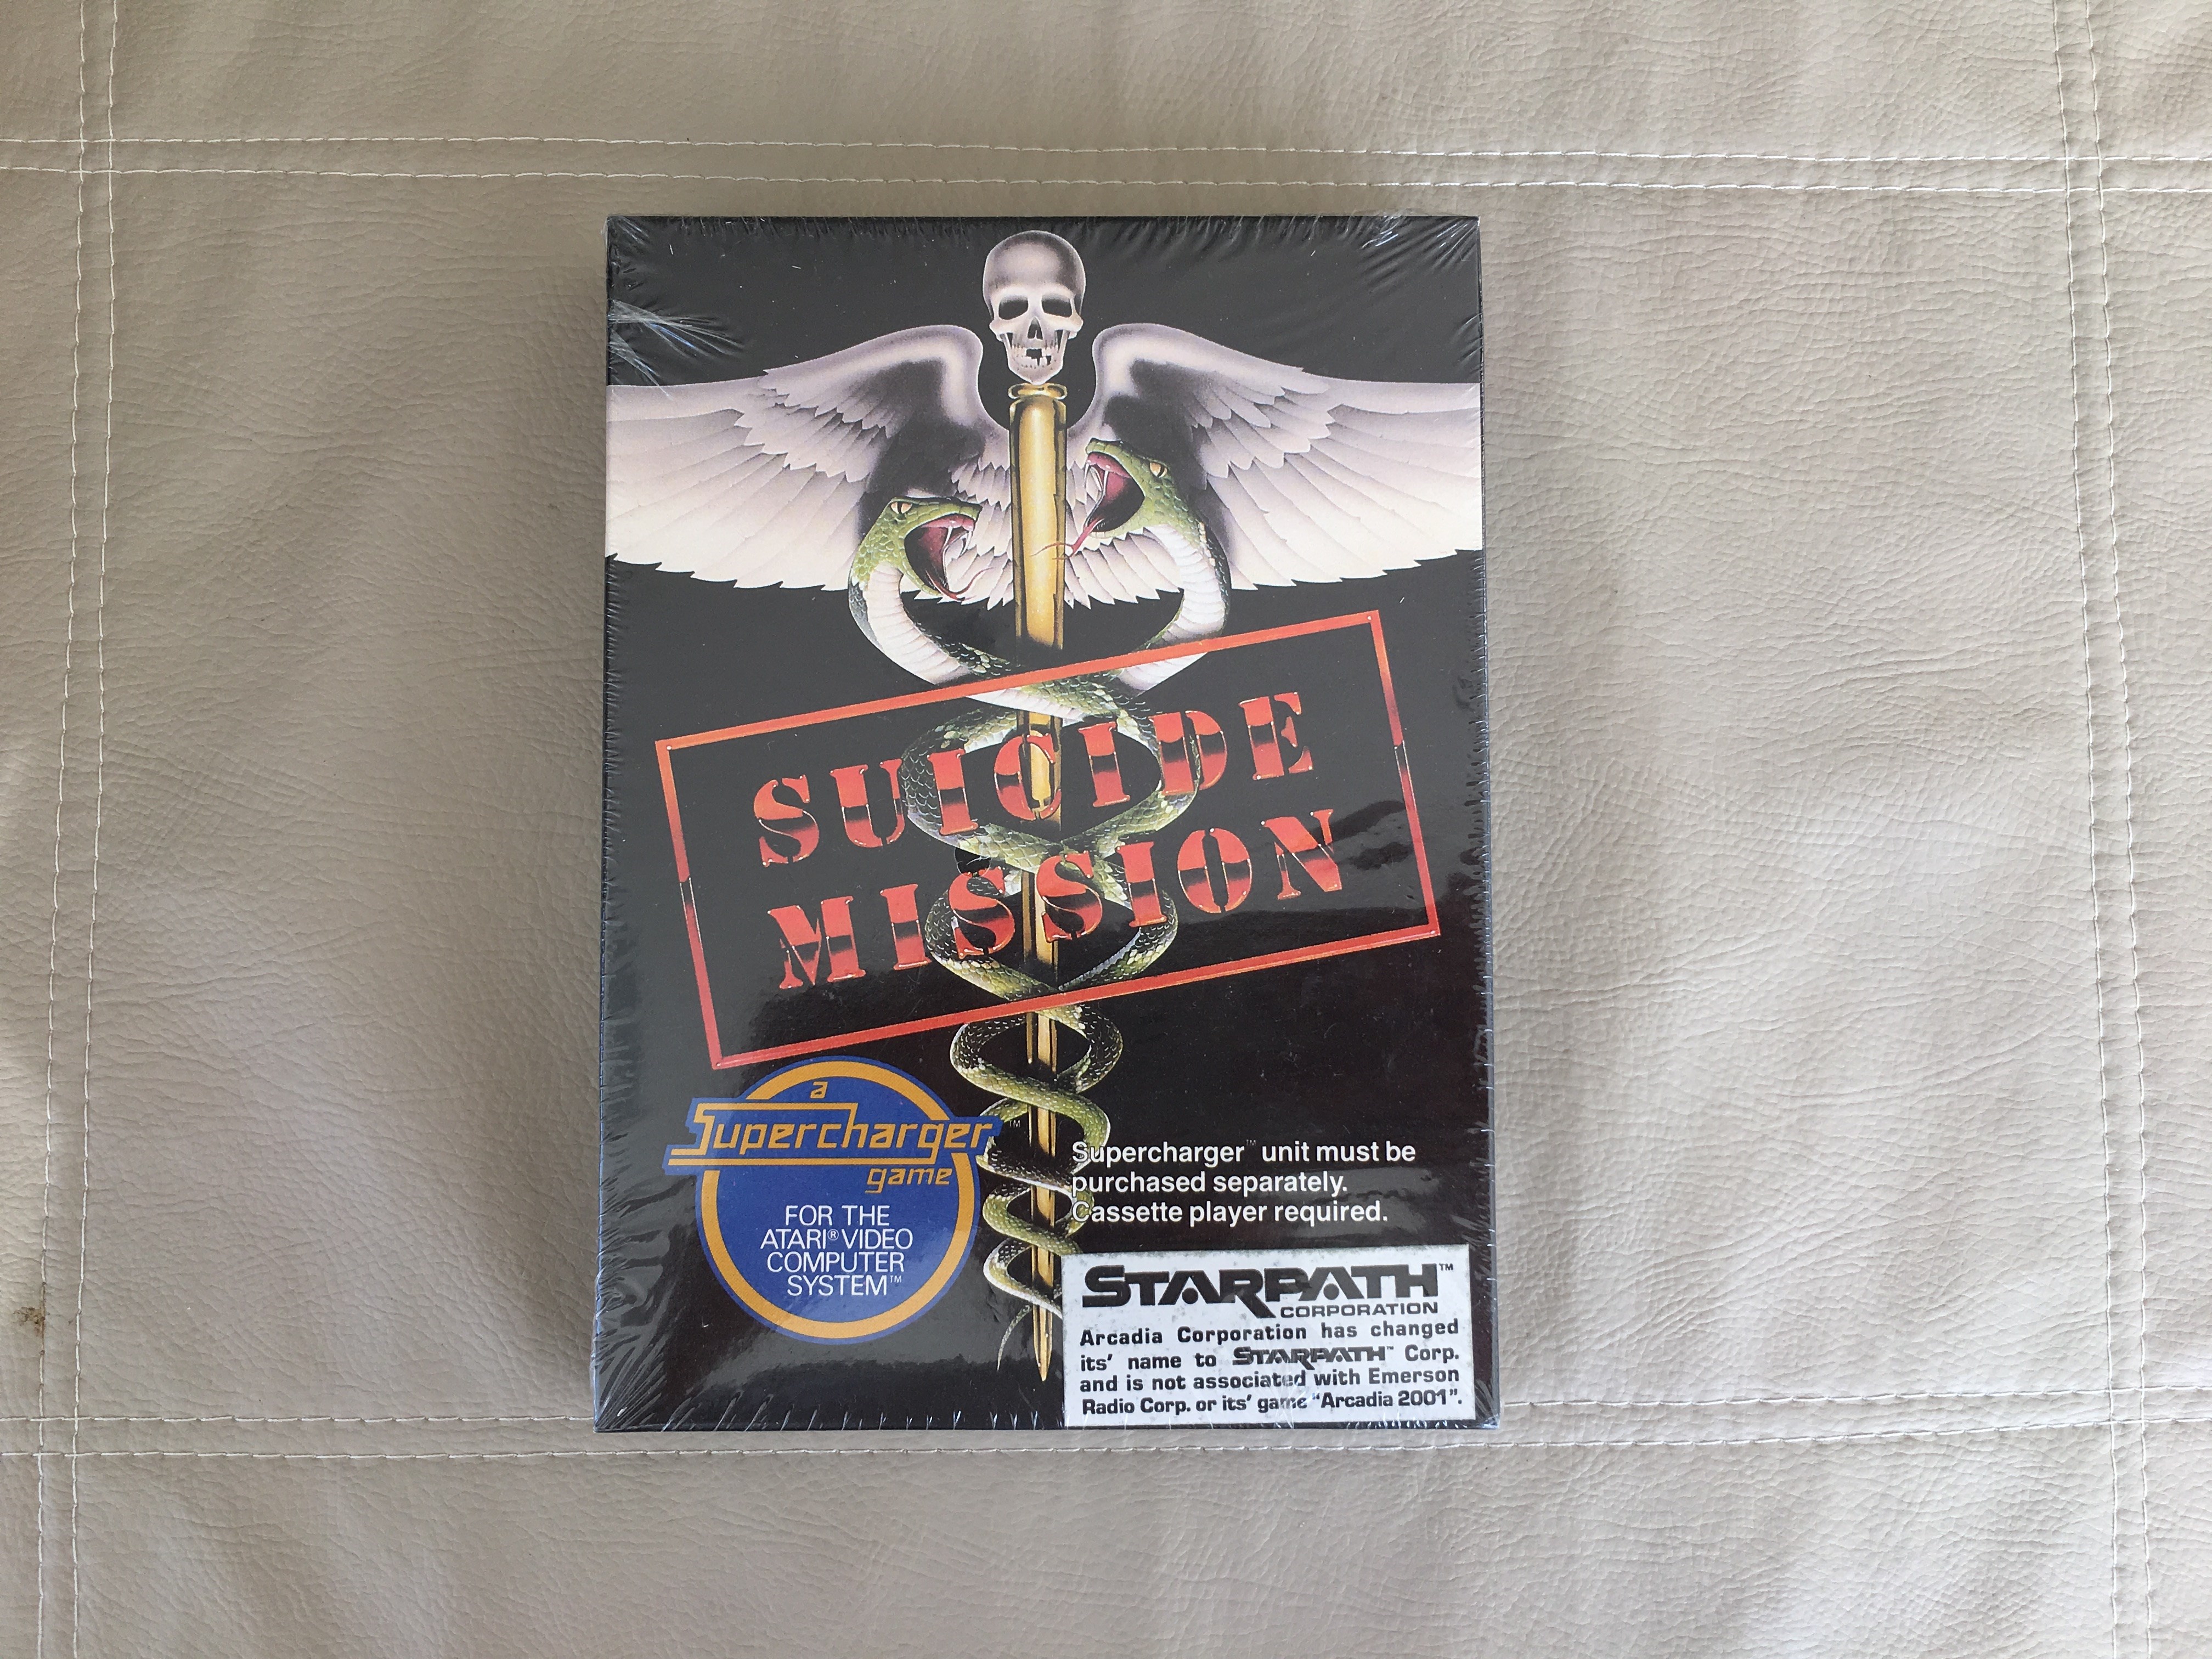 SUICIDE
MISSION
a
Supercharger™
game
FOR THE
ATARI® VIDEO
COMPUTER
SYSTEM™
Supercharger™ unit must be
purchased separately.
Cassette player required.
STARPATH™
CORPORATION
Arcadia Corporation has changed
its' name to STARPATH™ Corp.
and is not associated with Emerson
Radio Corp. or its' game "Arcadia 2001".